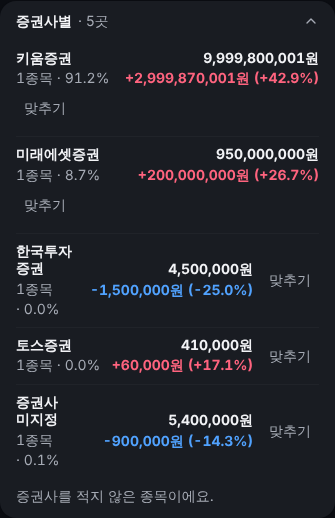 증권사별 · 5곳
키움증권 9,999,800,001원
1종목 · 91.2% +2,999,870,001원 (+42.9%)
맞추기
미래에셋증권 950,000,000원
1종목 · 8.7% +200,000,000원 (+26.7%)
맞추기
한국투자
증권 4,500,000원
1종목 -1,500,000원 (-25.0%) 맞추기
· 0.0%
토스증권 410,000원
1종목 · 0.0% +60,000원 (+17.1%) 맞추기
증권사
미지정 5,400,000원
1종목 -900,000원 (-14.3%) 맞추기
· 0.1%
증권사를 적지 않은 종목이에요.